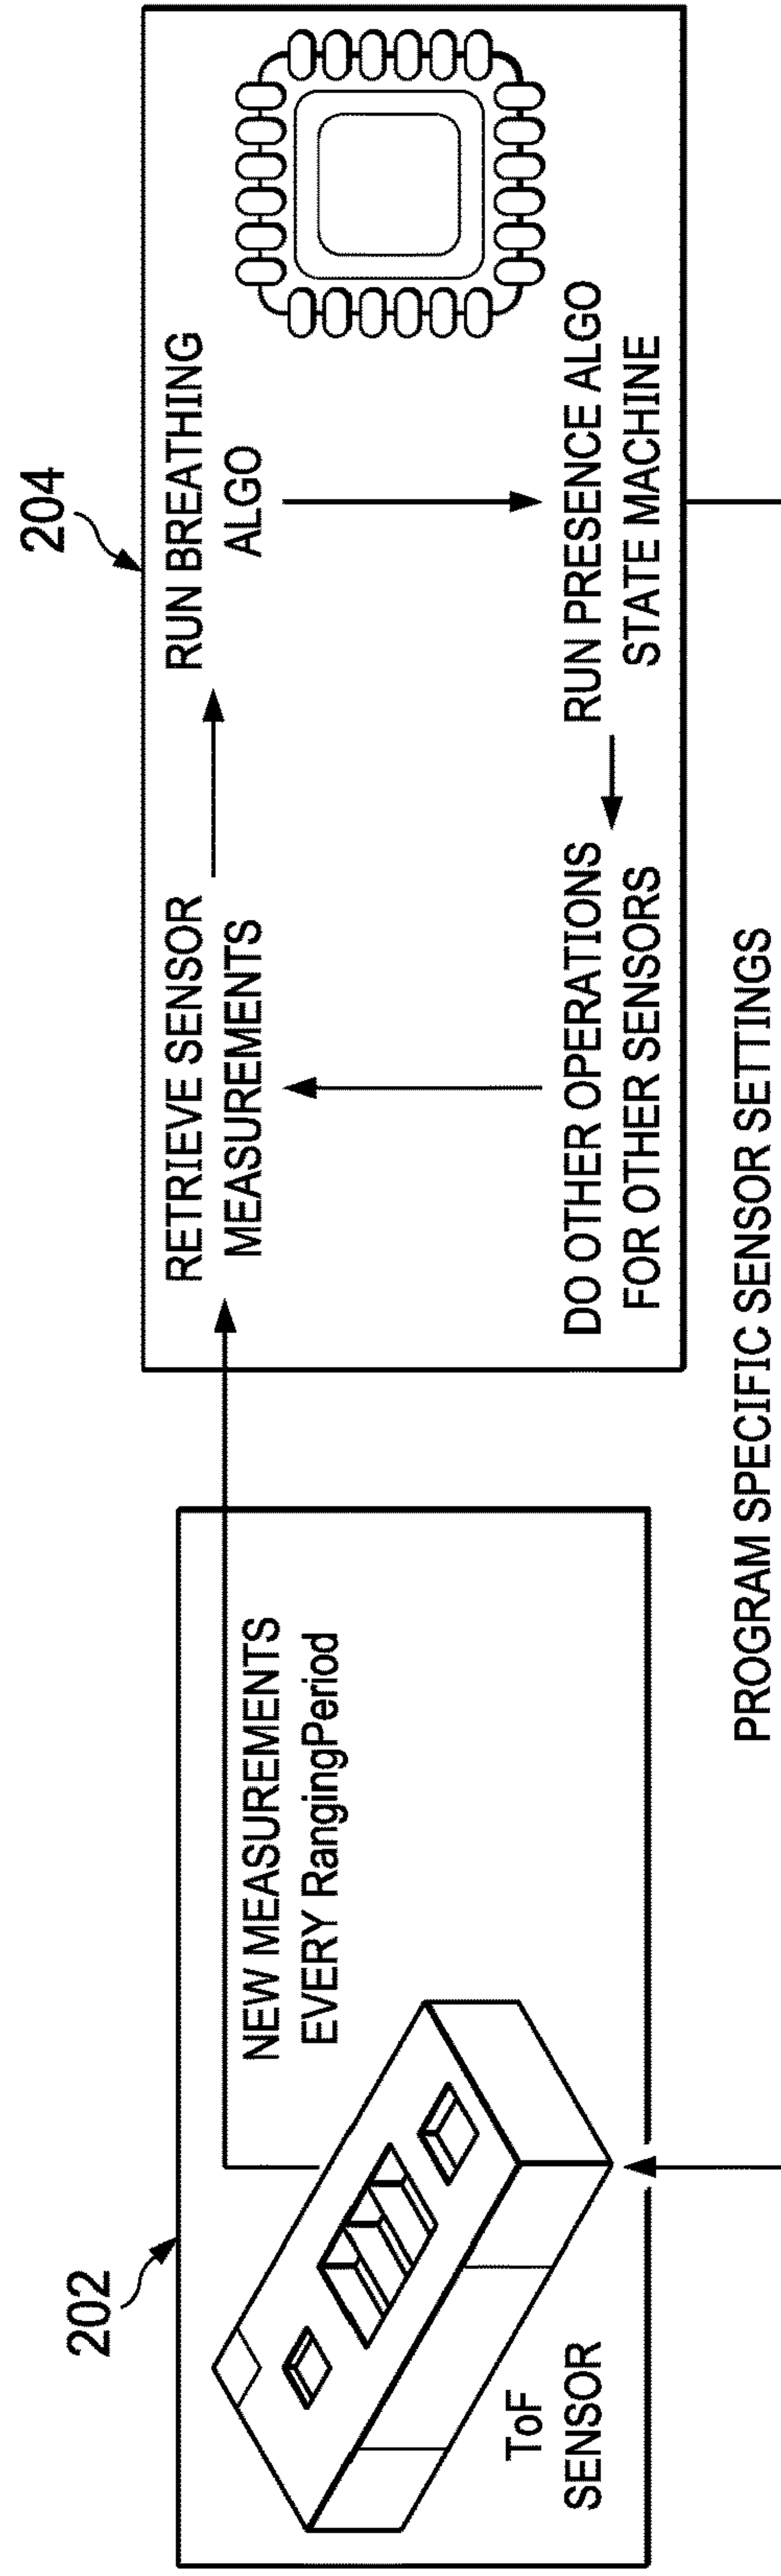 202
NEW MEASUREMENTS
EVERY RangingPeriod
ToF
SENSOR
204
RETRIEVE SENSOR
MEASUREMENTS
RUN BREATHING
ALGO
DO OTHER OPERATIONS
FOR OTHER SENSORS
RUN PRESENCE ALGO
STATE MACHINE
PROGRAM SPECIFIC SENSOR SETTINGS